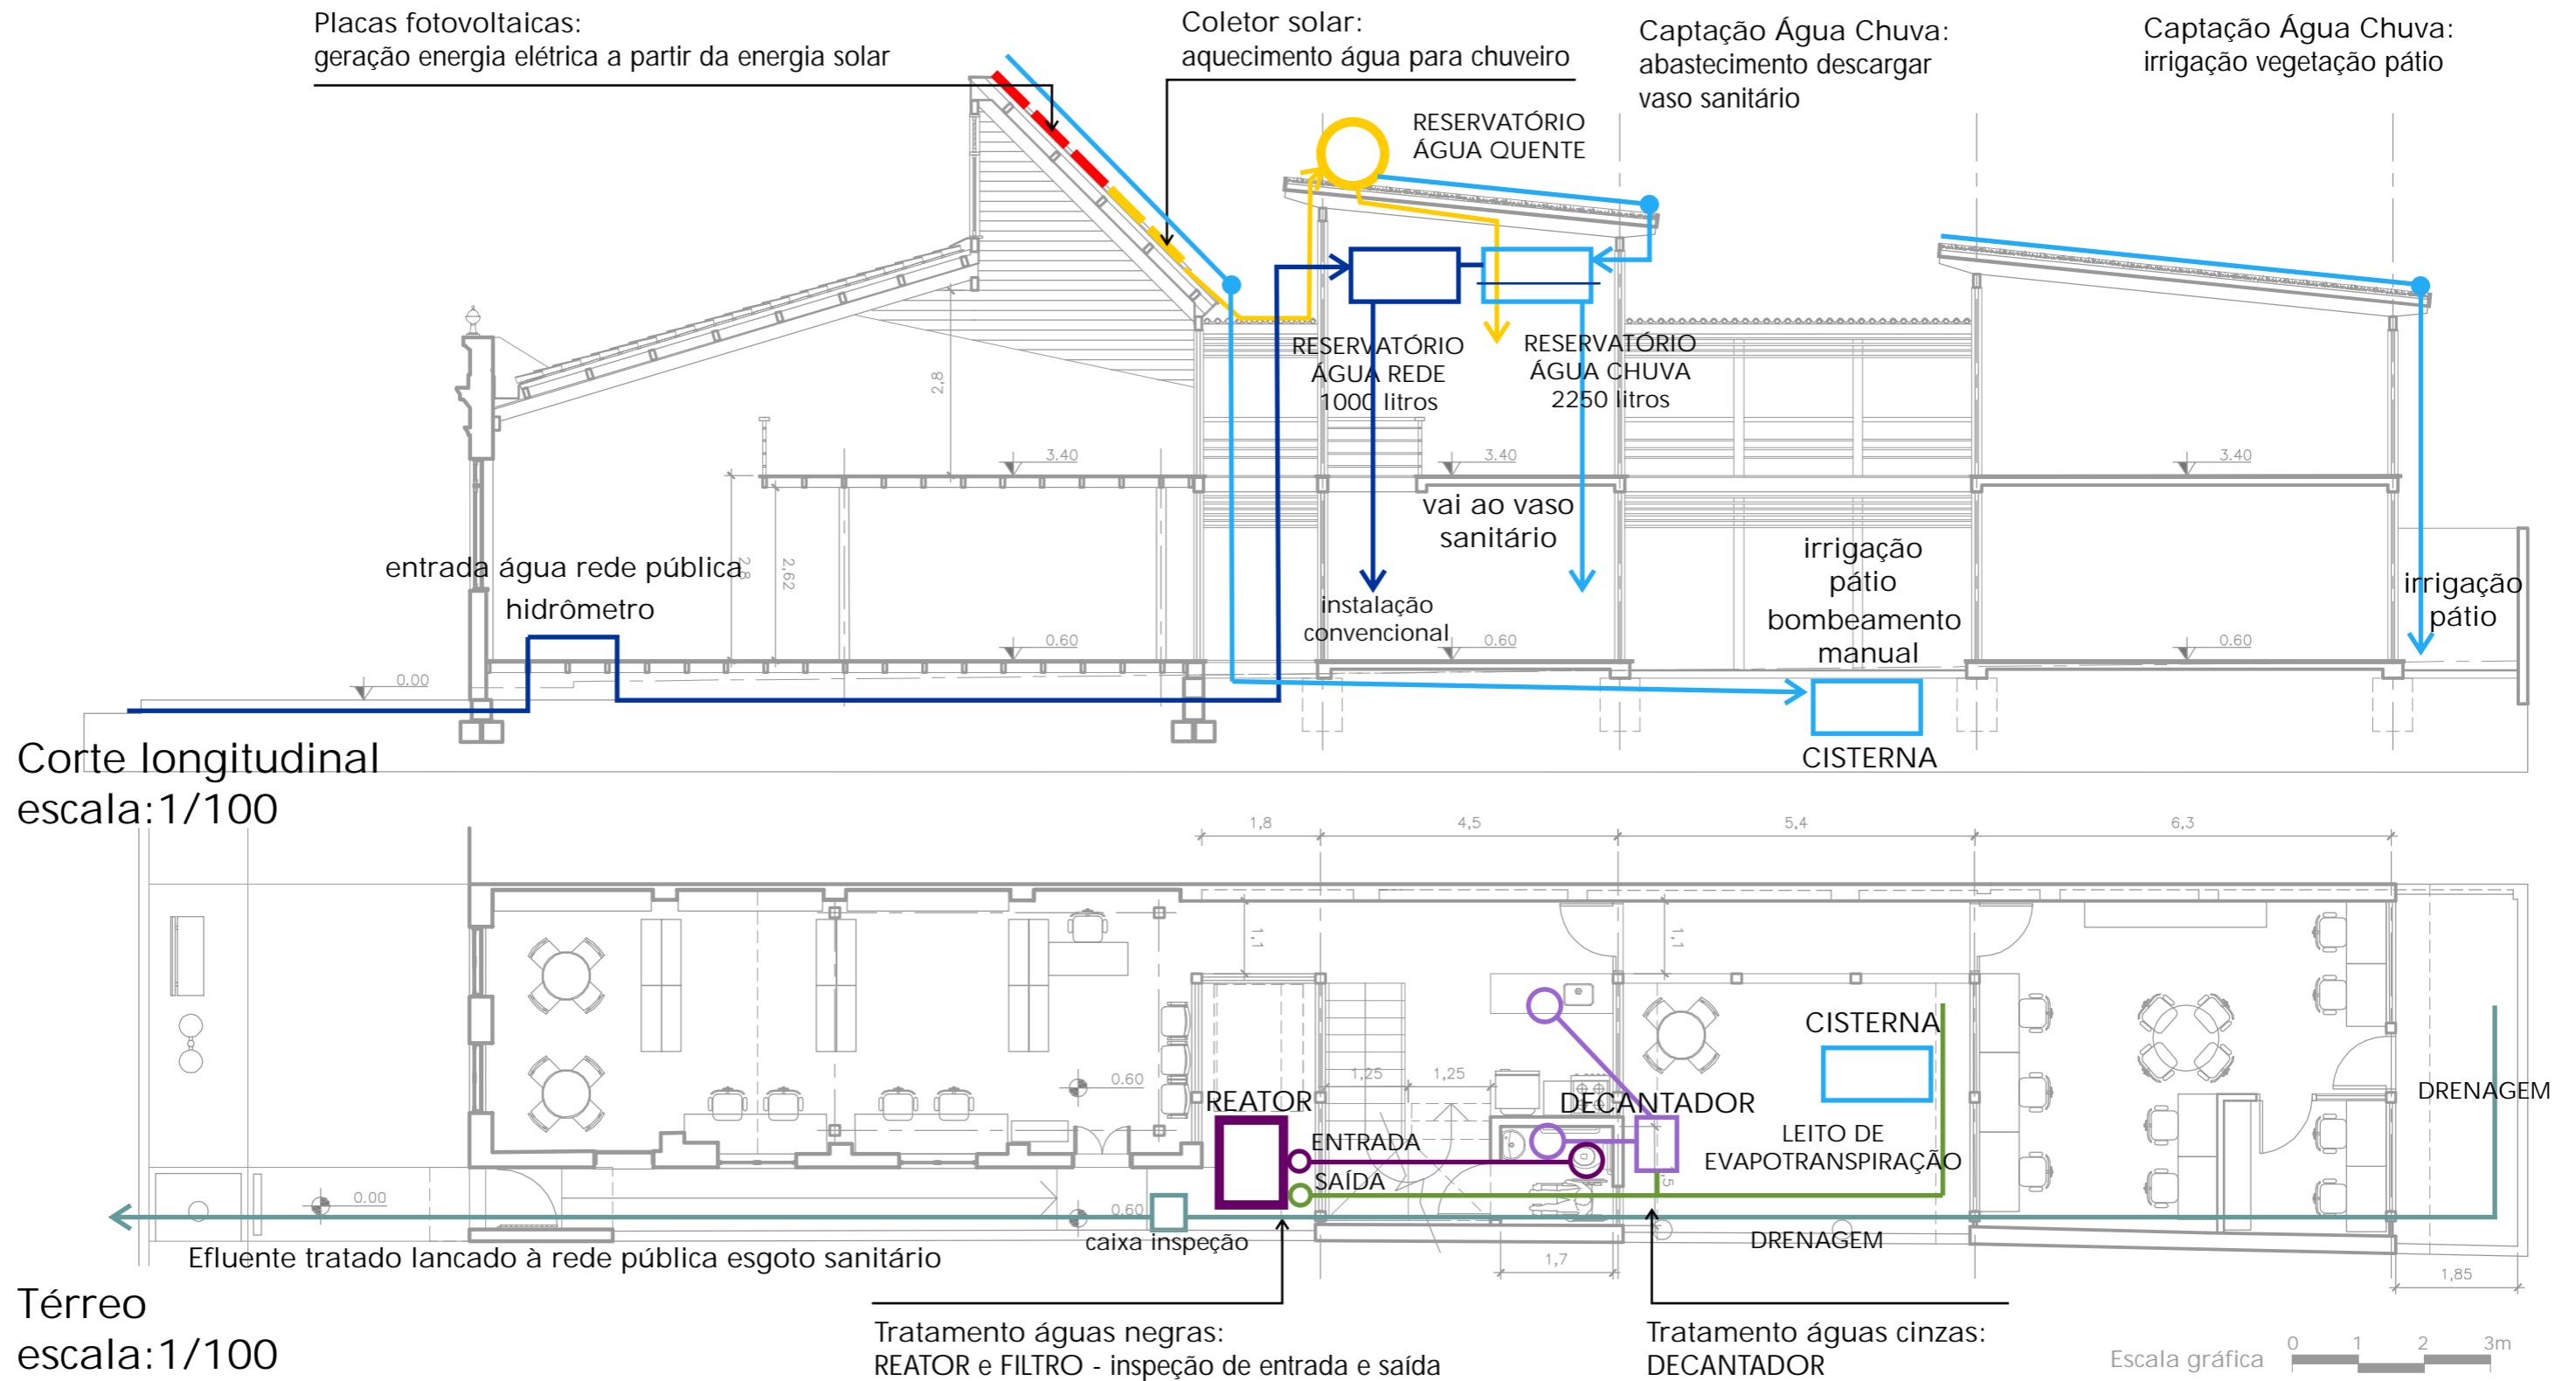 Placas fotovoltaicas:
geração energia elétrica a partir da energia solar
Coletor solar:
aquecimento água para chuveiro
Captação Água Chuva:
abastecimento descargar
vaso sanitário
Captação Água Chuva:
irrigação vegetação pátio
RESERVATÓRIO
ÁGUA QUENTE
RESERVATÓRIO
ÁGUA REDE
1000 litros
RESERVATÓRIO
ÁGUA CHUVA
2250 litros
2,8
3.40
3.40
3.40
vai ao vaso
sanitário
entrada água rede pública
hidrômetro
2,8
2,62
instalação
convencional
irrigação
pátio
bombeamento
manual
irrigação
pátio
0.00
0.60
0.60
0.60
CISTERNA
Corte longitudinal
escala:1/100
1,8
4,5
5,4
6,3
1,1
1,1
CISTERNA
1,25
1,25
0.60
REATOR
DECANTADOR
DRENAGEM
ENTRADA
LEITO DE
EVAPOTRANSPIRAÇÃO
SAÍDA
0.00
0.60
caixa inspeção
DRENAGEM
Efluente tratado lancado à rede pública esgoto sanitário
1,7
1,85
Térreo
escala:1/100
Tratamento águas negras:
REATOR e FILTRO - inspeção de entrada e saída
Tratamento águas cinzas:
DECANTADOR
Escala gráfica
0 1 2 3m